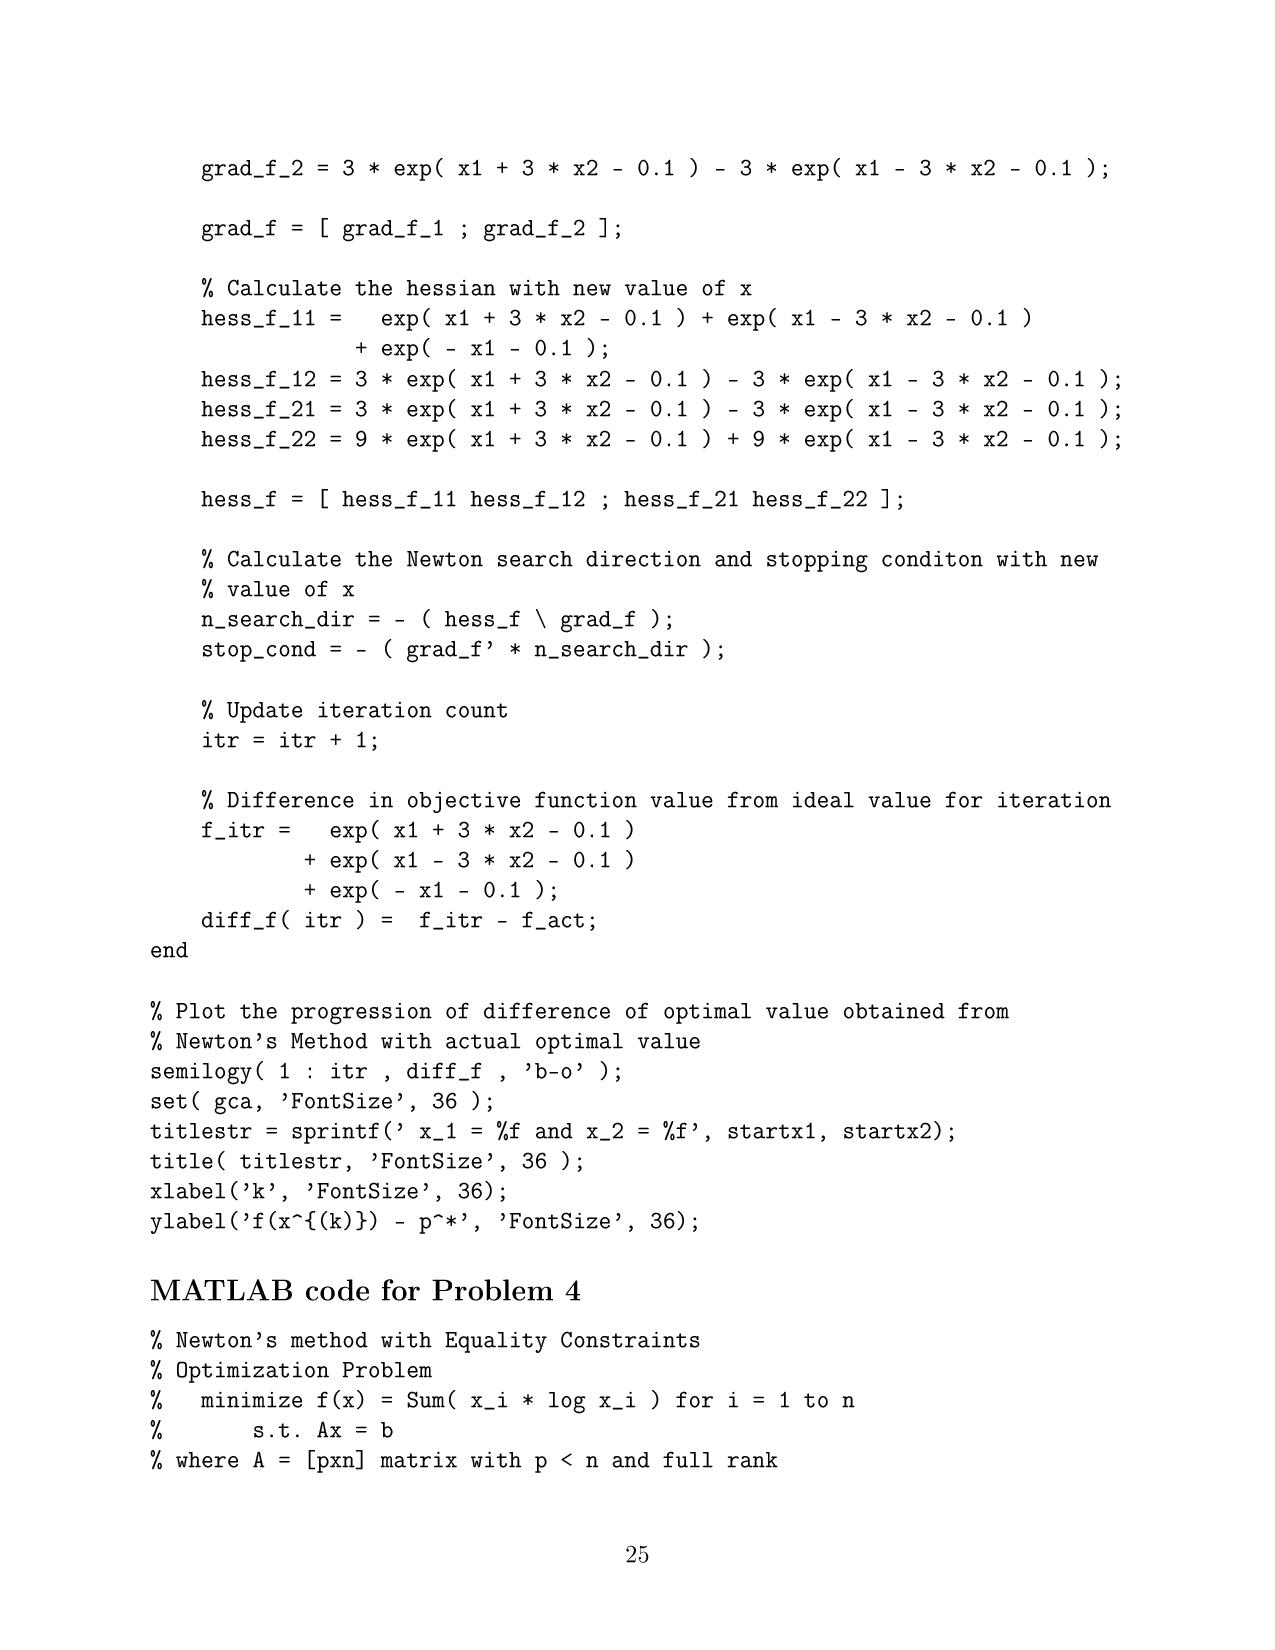 grad_f_2 = 3 * exp( x1 + 3 * x2 - 0.1 ) - 3 * exp( x1 - 3 * x2 - 0.1 );
grad_f = [ grad_f_1 ; grad_f_2 ];
% Calculate the hessian with new value of x
hess_f_11 =   exp( x1 + 3 * x2 - 0.1 ) + exp( x1 - 3 * x2 - 0.1 )
+ exp( - x1 - 0.1 );
hess_f_12 = 3 * exp( x1 + 3 * x2 - 0.1 ) - 3 * exp( x1 - 3 * x2 - 0.1 );
hess_f_21 = 3 * exp( x1 + 3 * x2 - 0.1 ) - 3 * exp( x1 - 3 * x2 - 0.1 );
hess_f_22 = 9 * exp( x1 + 3 * x2 - 0.1 ) + 9 * exp( x1 - 3 * x2 - 0.1 );
hess_f = [ hess_f_11 hess_f_12 ; hess_f_21 hess_f_22 ];
% Calculate the Newton search direction and stopping conditon with new
% value of x
n_search_dir = - ( hess_f \ grad_f );
stop_cond = - ( grad_f’ * n_search_dir );
% Update iteration count
itr = itr + 1;
% Difference in objective function value from ideal value for iteration
f_itr =   exp( x1 + 3 * x2 - 0.1 )
+ exp( x1 - 3 * x2 - 0.1 )
+ exp( - x1 - 0.1 );
diff_f( itr ) =  f_itr - f_act;
end
% Plot the progression of difference of optimal value obtained from
% Newton’s Method with actual optimal value
semilogy( 1 : itr , diff_f , ’b-o’ );
set( gca, ’FontSize’, 36 );
titlestr = sprintf(’ x_1 = %f and x_2 = %f’, startx1, startx2);
title( titlestr, ’FontSize’, 36 );
xlabel(’k’, ’FontSize’, 36);
ylabel(’f(x^{(k)}) - p^*’, ’FontSize’, 36);
MATLAB code for Problem 4
% Newton’s method with Equality Constraints
% Optimization Problem
%   minimize f(x) = Sum( x_i * log x_i ) for i = 1 to n
%       s.t. Ax = b
% where A = [pxn] matrix with p < n and full rank
25